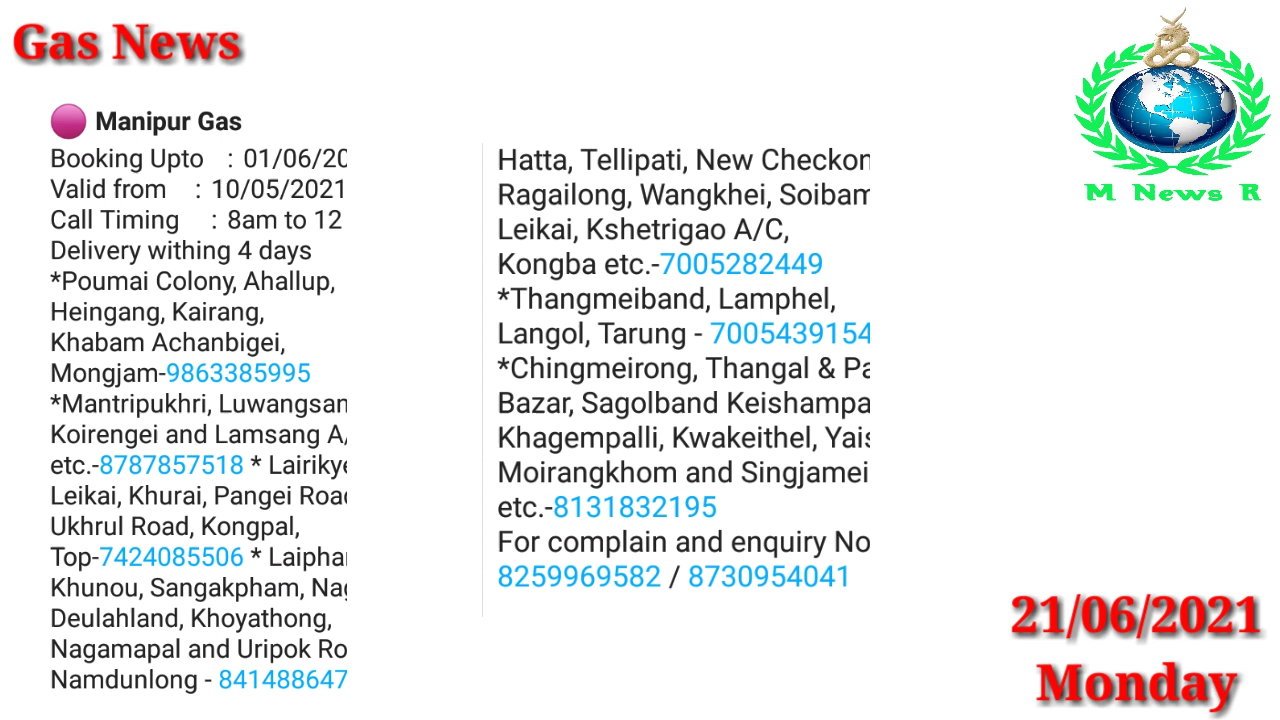 Gas News
Manipur Gas
Booking Upto : 01/06/20
Valid from : 10/05/2021
Call Timing : 8am to 12
Delivery withing 4 days
*Poumai Colony, Ahallup,
Heingang, Kairang,
Khabam Achanbigei,
Mongjam-9863385995
*Mantripukhri, Luwangsan
Koirengei and Lamsang A/
etc.-8787857518 * Lairikye
Leikai, Khurai, Pangei Road
Ukhrul Road, Kongpal,
Top-7424085506 * Laipha
Khunou, Sangakpham, Nag
Deulahland, Khoyathong,
Nagamapal and Uripok Ro
Namdunlong - 841488647
Hatta, Tellipati, New Checkon
Ragailong, Wangkhei, Soibam
Leikai, Kshetrigao A/C,
Kongba etc.-7005282449
*Thangmeiband, Lamphel,
Langol, Tarung - 7005439154
*Chingmeirong, Thangal & Pa
Bazar, Sagolband Keishampa
Khagempalli, Kwakeithel, Yais
Moirangkhom and Singjamei
etc.-8131832195
For complain and enquiry No
8259969582 / 8730954041
M News R
21/06/2021
Monday